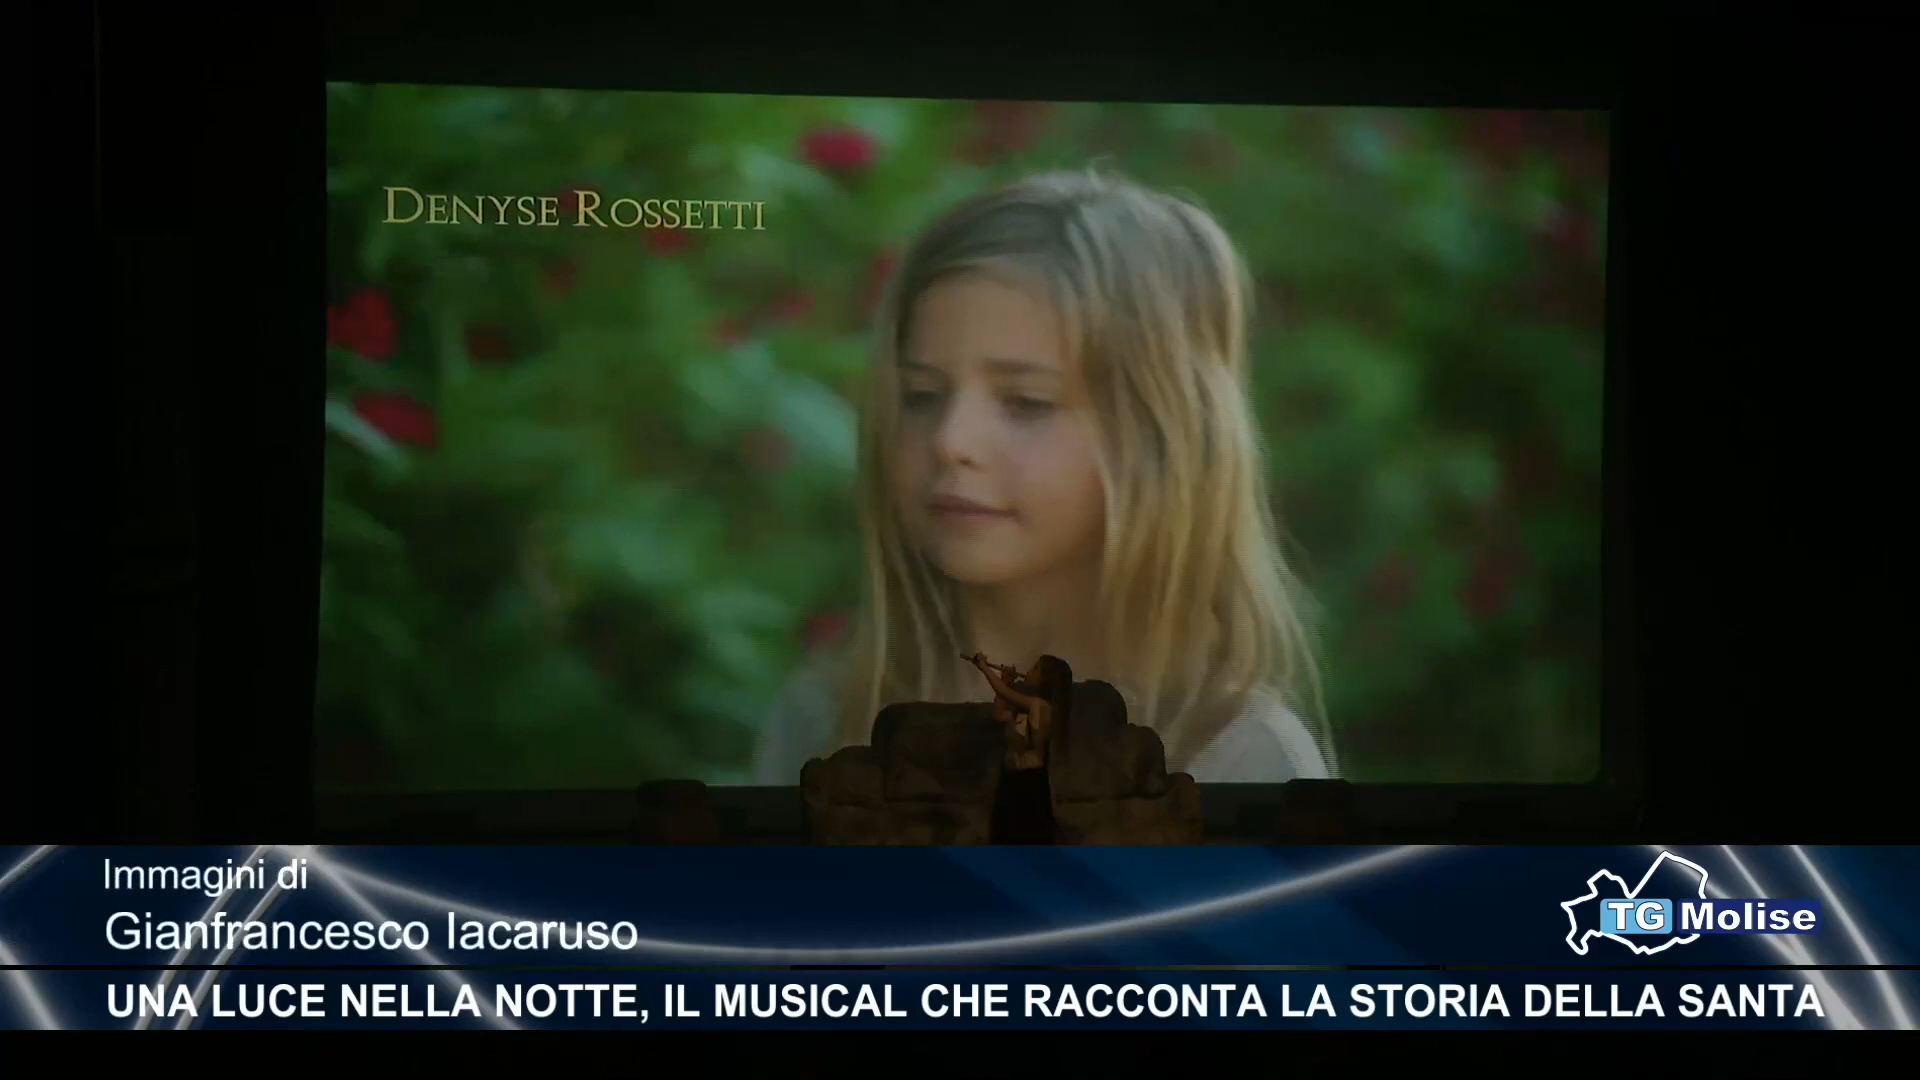 DENYSE ROSSETTI
Immagini di
Gianfrancesco Iacaruso
TG Molise
UNA LUCE NELLA NOTTE, IL MUSICAL CHE RACCONTA LA STORIA DELLA SANTA